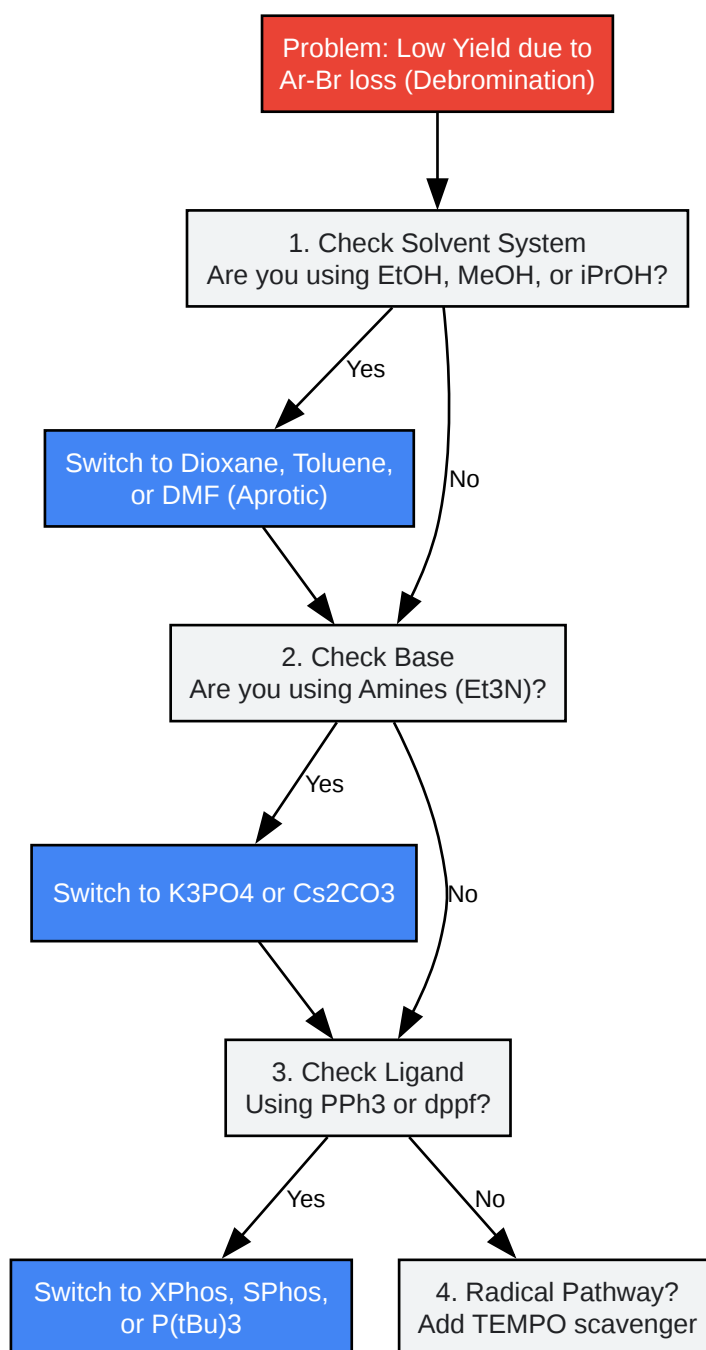 Problem: Low Yield due to
Ar-Br loss (Debromination)
1. Check Solvent System
Are you using EtOH, MeOH, or iPrOH?
Yes
Switch to Dioxane, Toluene,
or DMF (Aprotic)
No
2. Check Base
Are you using Amines (Et3N)?
Yes
Switch to K3PO4 or Cs2CO3
No
3. Check Ligand
Using PPh3 or dppf?
Yes
No
Switch to XPhos, SPhos,
or P(tBu)3
4. Radical Pathway?
Add TEMPO scavenger